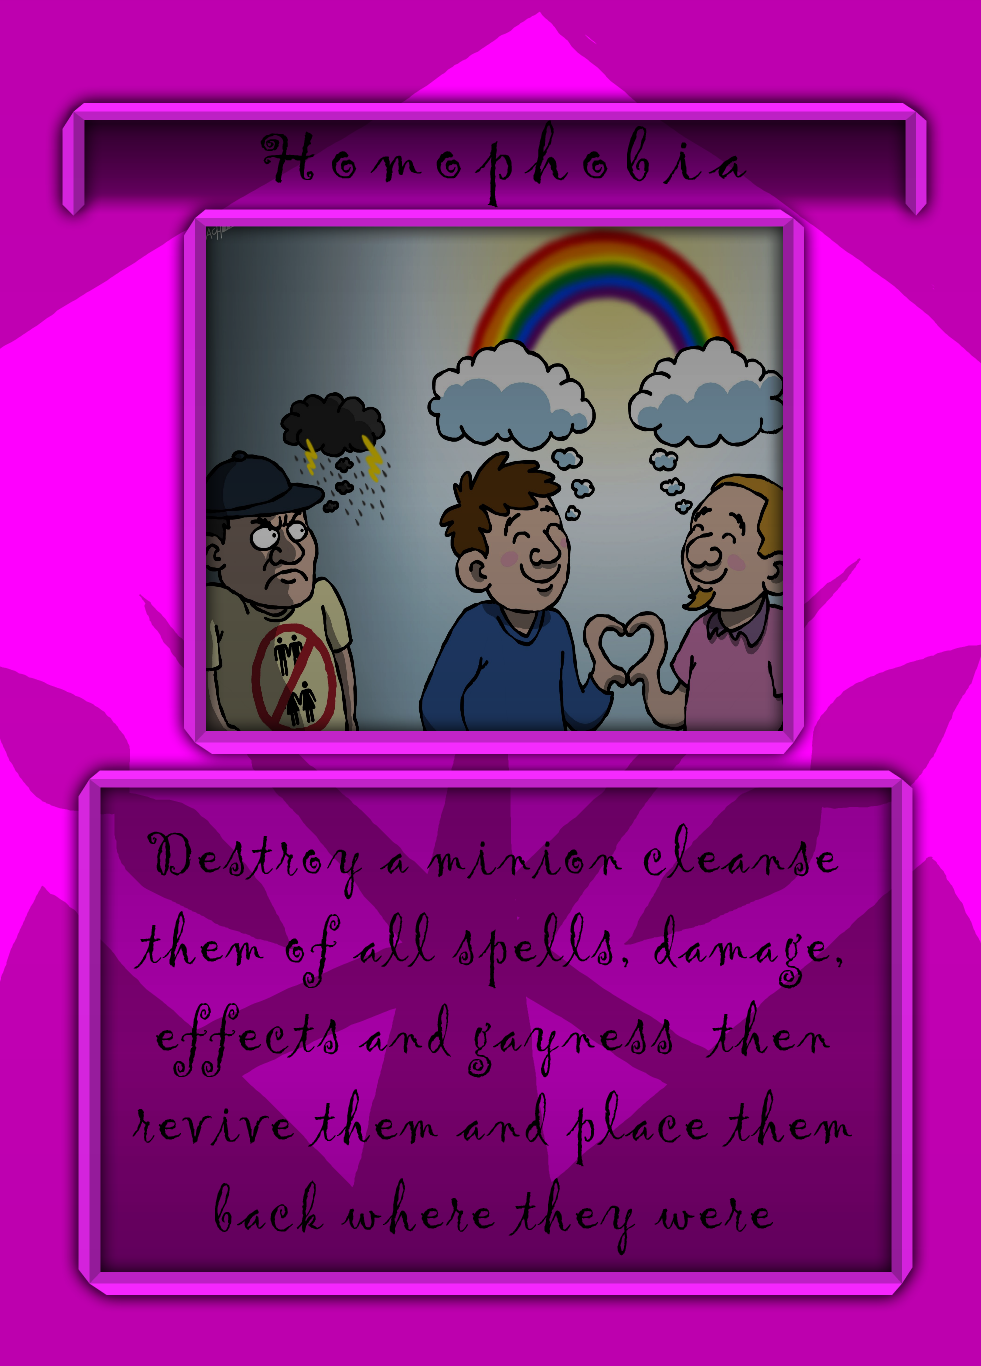 Homophobia
Destroy a minion cleanse
them of all spells, damage,
effects and gayness then
revive them and place them
back where they were